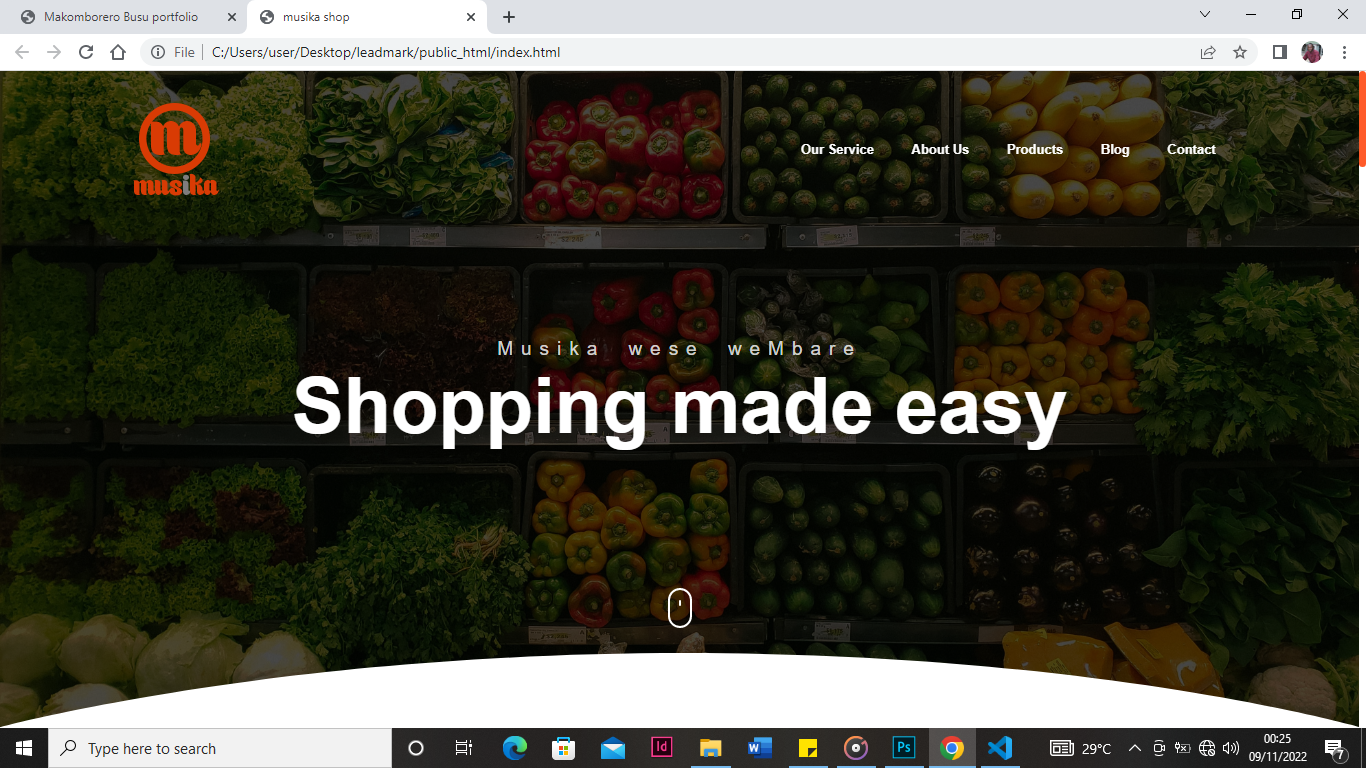 Makomborero Busu portfolio
musika shop
File
C:/Users/user/Desktop/leadmark/public_html/index.html
m
musika
Our Service
About Us
Products
Blog
Contact
Musika wese weMbare
Shopping made easy
Type here to search
Id
W
Ps
29°C
00:25
09/11/2022
7